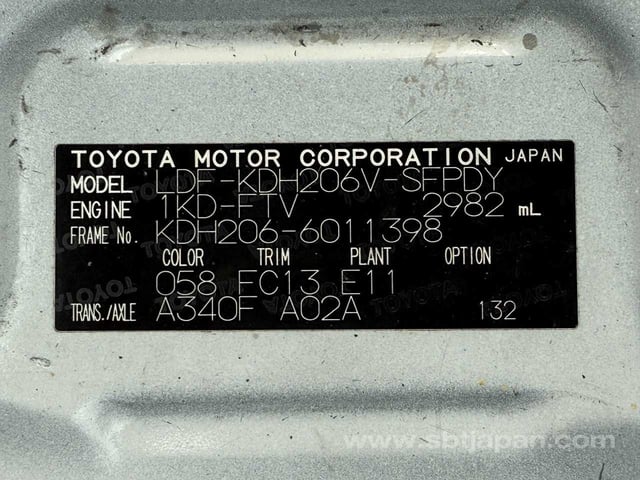 TOYOTA MOTOR CORPORATION JAPAN
MODEL LDF-KDH206V-SFPDY
ENGINE 1KD-FTV 2982 mL
FRAME No. KDH206-6011398
COLOR TRIM PLANT OPTION
058 FC13 E11
TRANS./AXLE A340F A02A 132
www.sbtjapan.com